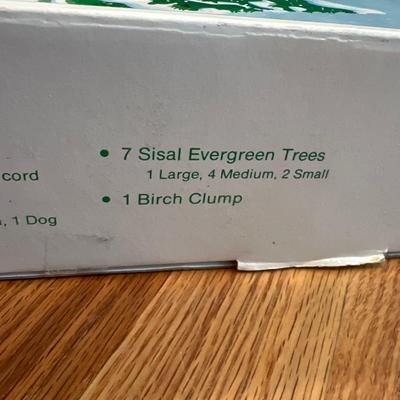 • 7 Sisal Evergreen Trees
1 Large, 4 Medium, 2 Small
cord
• 1 Birch Clump
, 1 Dog